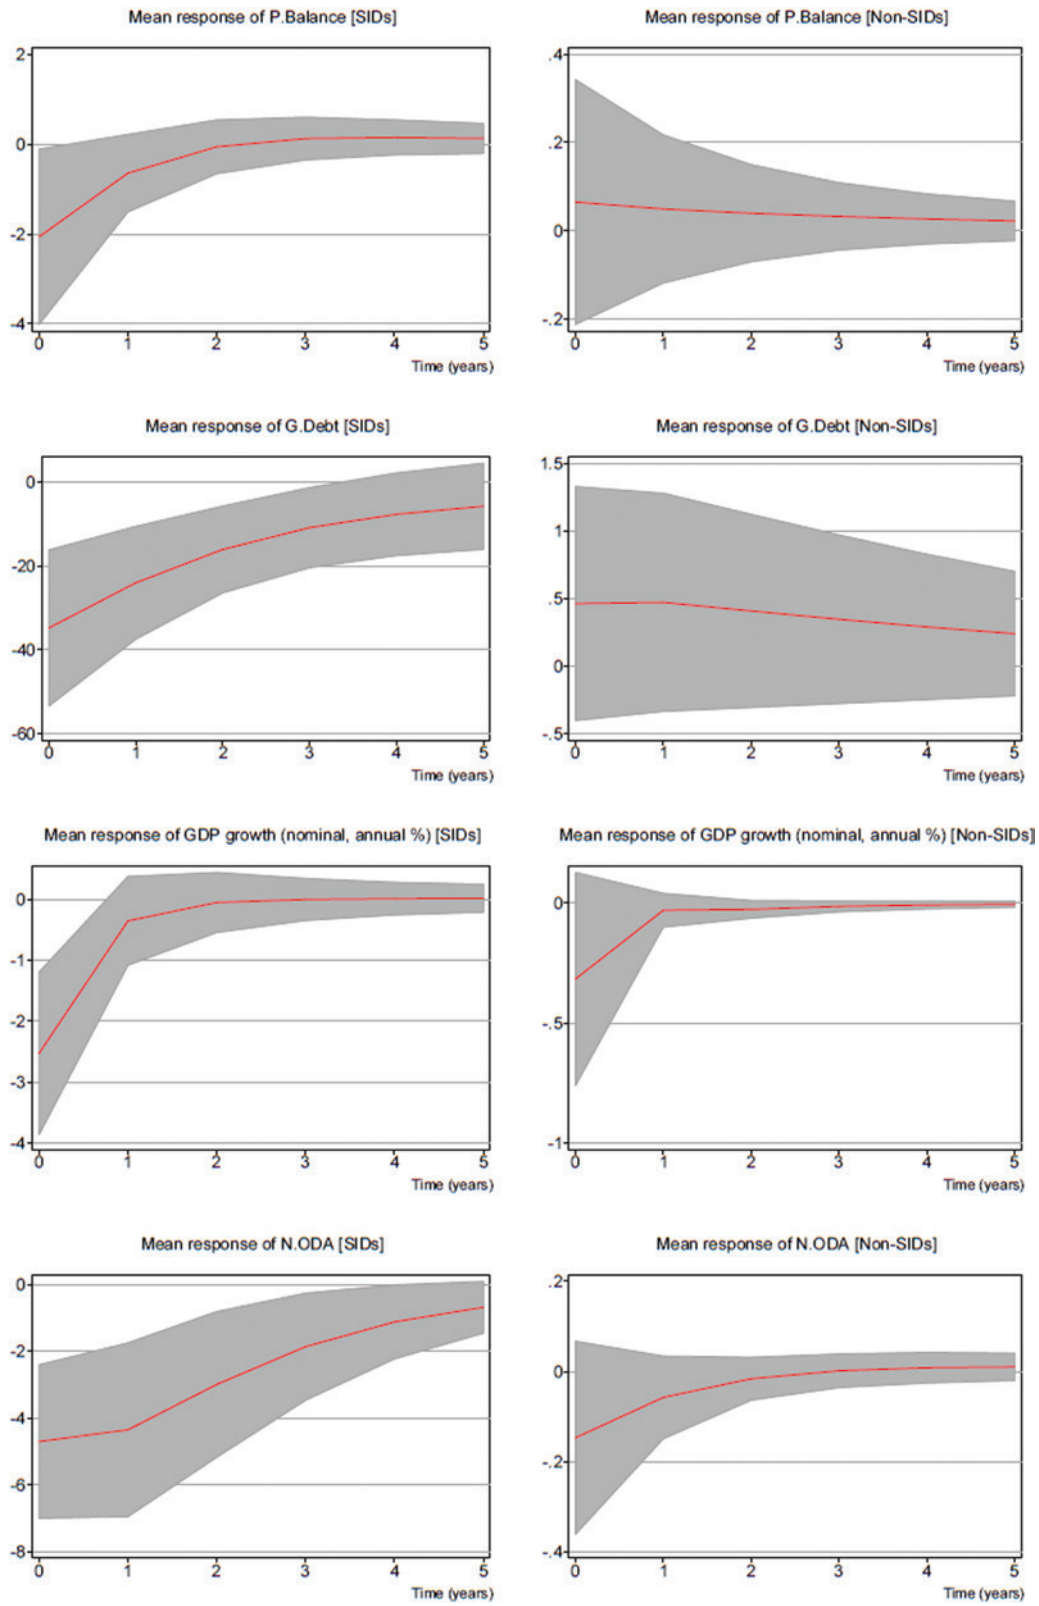 Mean response of P.Balance [SIDs]
2
0
-2
-4
0 1 2 3 4 5
Time (years)
Mean response of P.Balance [Non-SIDs]
.4
.2
0
-.2
0 1 2 3 4 5
Time (years)
Mean response of G.Debt [SIDs]
0
-20
-40
-60
0 1 2 3 4 5
Time (years)
Mean response of G.Debt [Non-SIDs]
1.5
1
.5
0
-.5
0 1 2 3 4 5
Time (years)
Mean response of GDP growth (nominal, annual %) [SIDs]
0
-1
-2
-3
-4
0 1 2 3 4 5
Time (years)
Mean response of GDP growth (nominal, annual %) [Non-SIDs]
0
-.5
-1
0 1 2 3 4 5
Time (years)
Mean response of N.ODA [SIDs]
0
-2
-4
-6
-8
0 1 2 3 4 5
Time (years)
Mean response of N.ODA [Non-SIDs]
.2
0
-.2
-.4
0 1 2 3 4 5
Time (years)